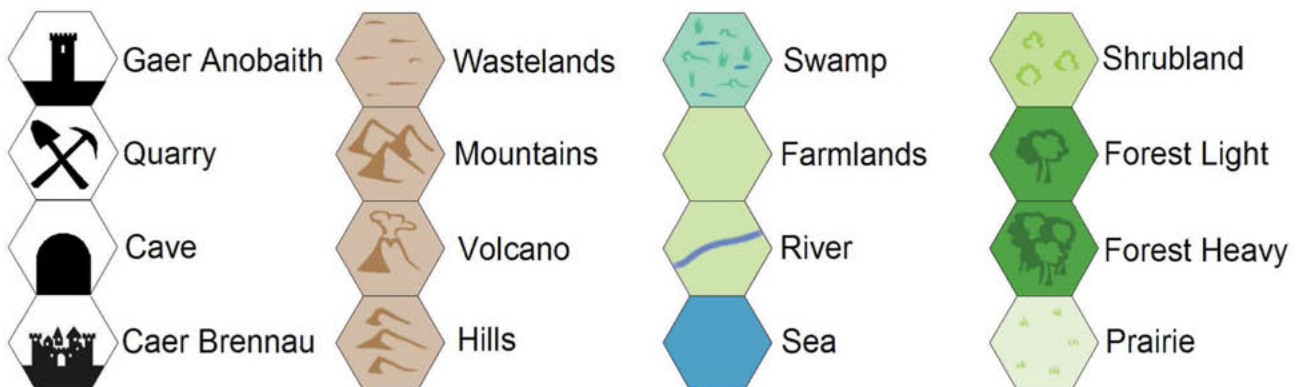 Gaer Anobaith
Wastelands
Swamp
Shrubland
Quarry
Mountains
Farmlands
Forest Light
Cave
Volcano
River
Forest Heavy
Caer Brennau
Hills
Sea
Prairie